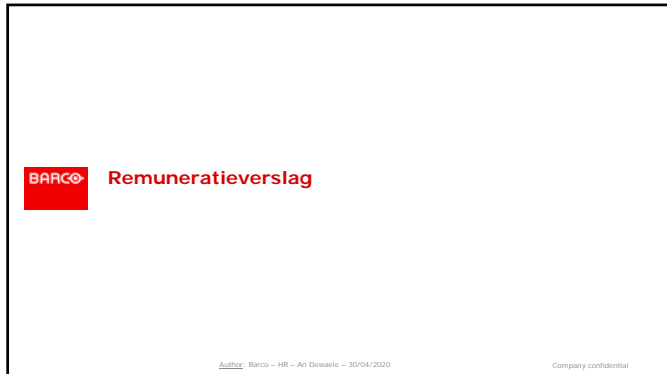 BARCO
Remuneratieverslag
Author: Barco – HR – An Dewaele – 30/04/2020
Company confidential